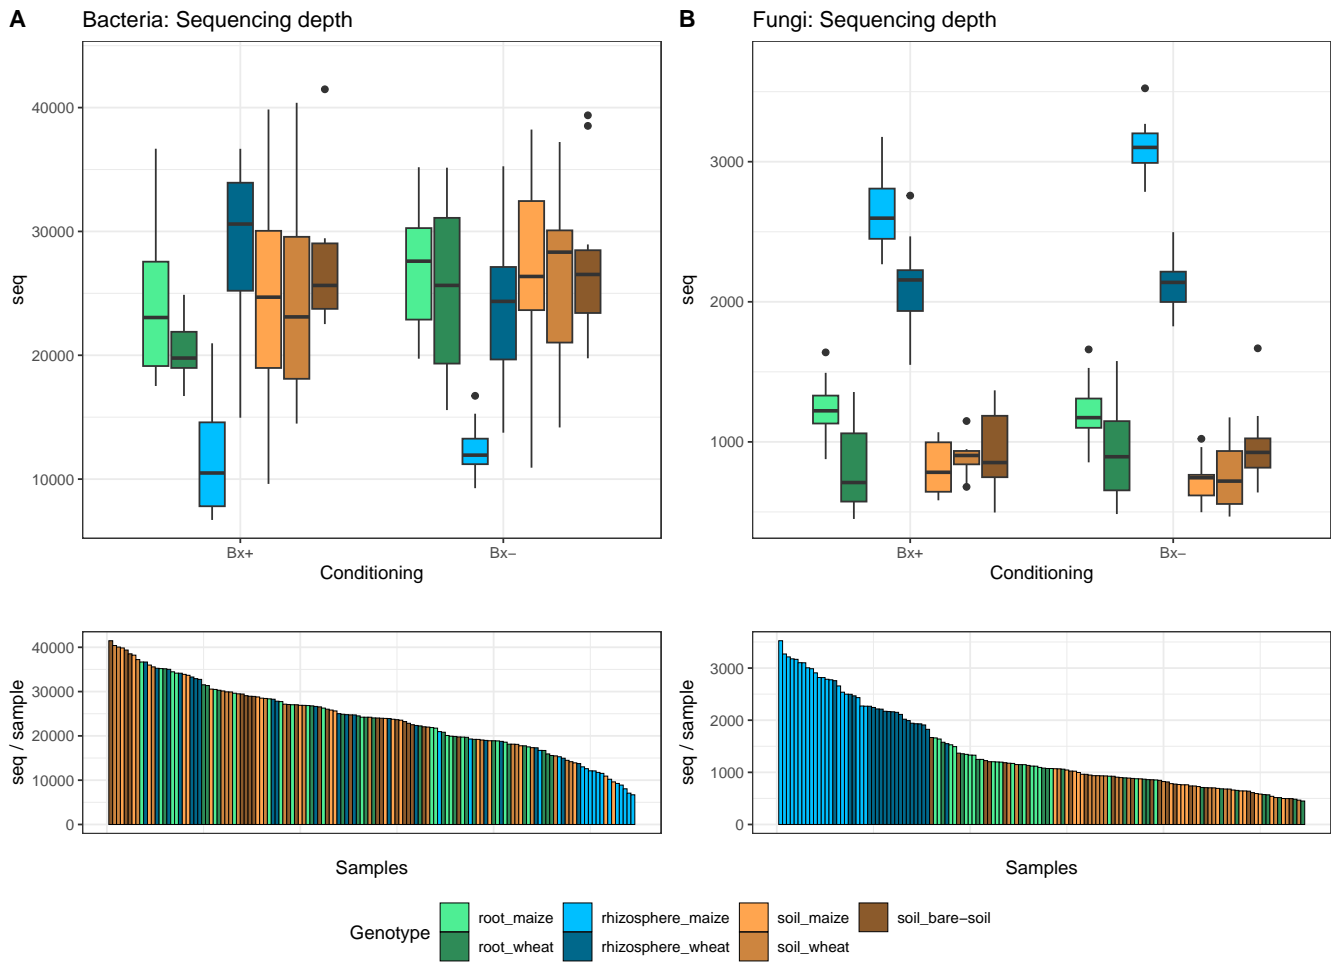 A
Bacteria: Sequencing depth
40000
30000
20000
10000
seq
Bx+
Bx−
Conditioning
B
Fungi: Sequencing depth
3000
2000
1000
seq
Bx+
Bx−
Conditioning
40000
30000
20000
10000
0
seq / sample
Samples
3000
2000
1000
0
seq / sample
Samples
Genotype
root_maize
rhizosphere_maize
soil_maize
soil_bare−soil
root_wheat
rhizosphere_wheat
soil_wheat